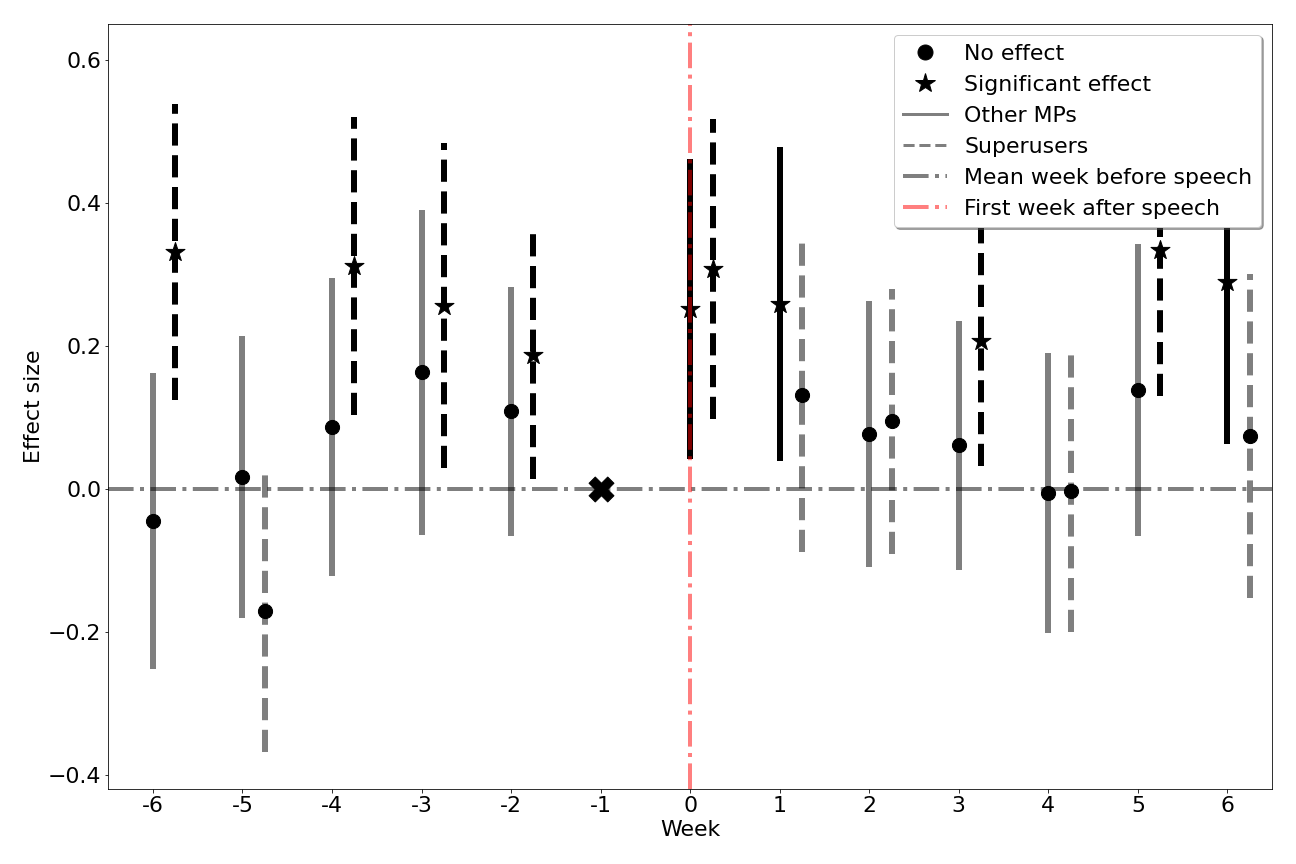 0.6
0.4
0.2
0.0
−0.2
−0.4
Effect size
No effect
Significant effect
Other MPs
Superusers
Mean week before speech
First week after speech
-6 -5 -4 -3 -2 -1 0 1 2 3 4 5 6
Week